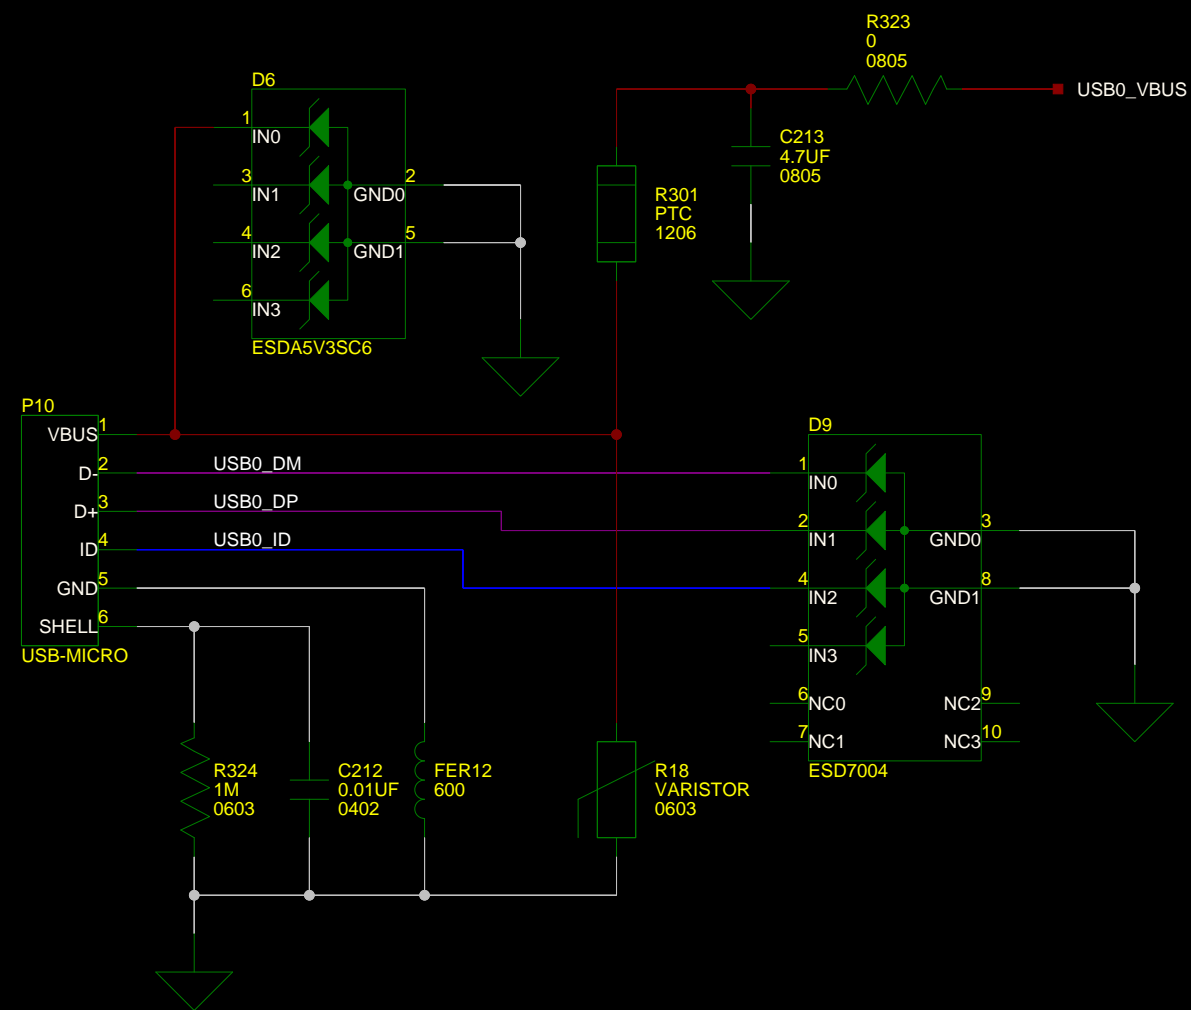 R323
0
0805
USB0_VBUS
D6
1
IN0
3
IN1
4
IN2
6
IN3
2
GND0
5
GND1
ESDA5V3SC6
C213
4.7UF
0805
R301
PTC
1206
P10
VBUS
1
D-
2
D+
3
ID
4
GND
5
SHELL
6
USB-MICRO
USB0_DM
USB0_DP
USB0_ID
D9
1
IN0
2
IN1
4
IN2
5
IN3
6
NC0
7
NC1
3
GND0
8
GND1
9
NC2
10
NC3
ESD7004
R324
1M
0603
C212
0.01UF
0402
FER12
600
R18
VARISTOR
0603